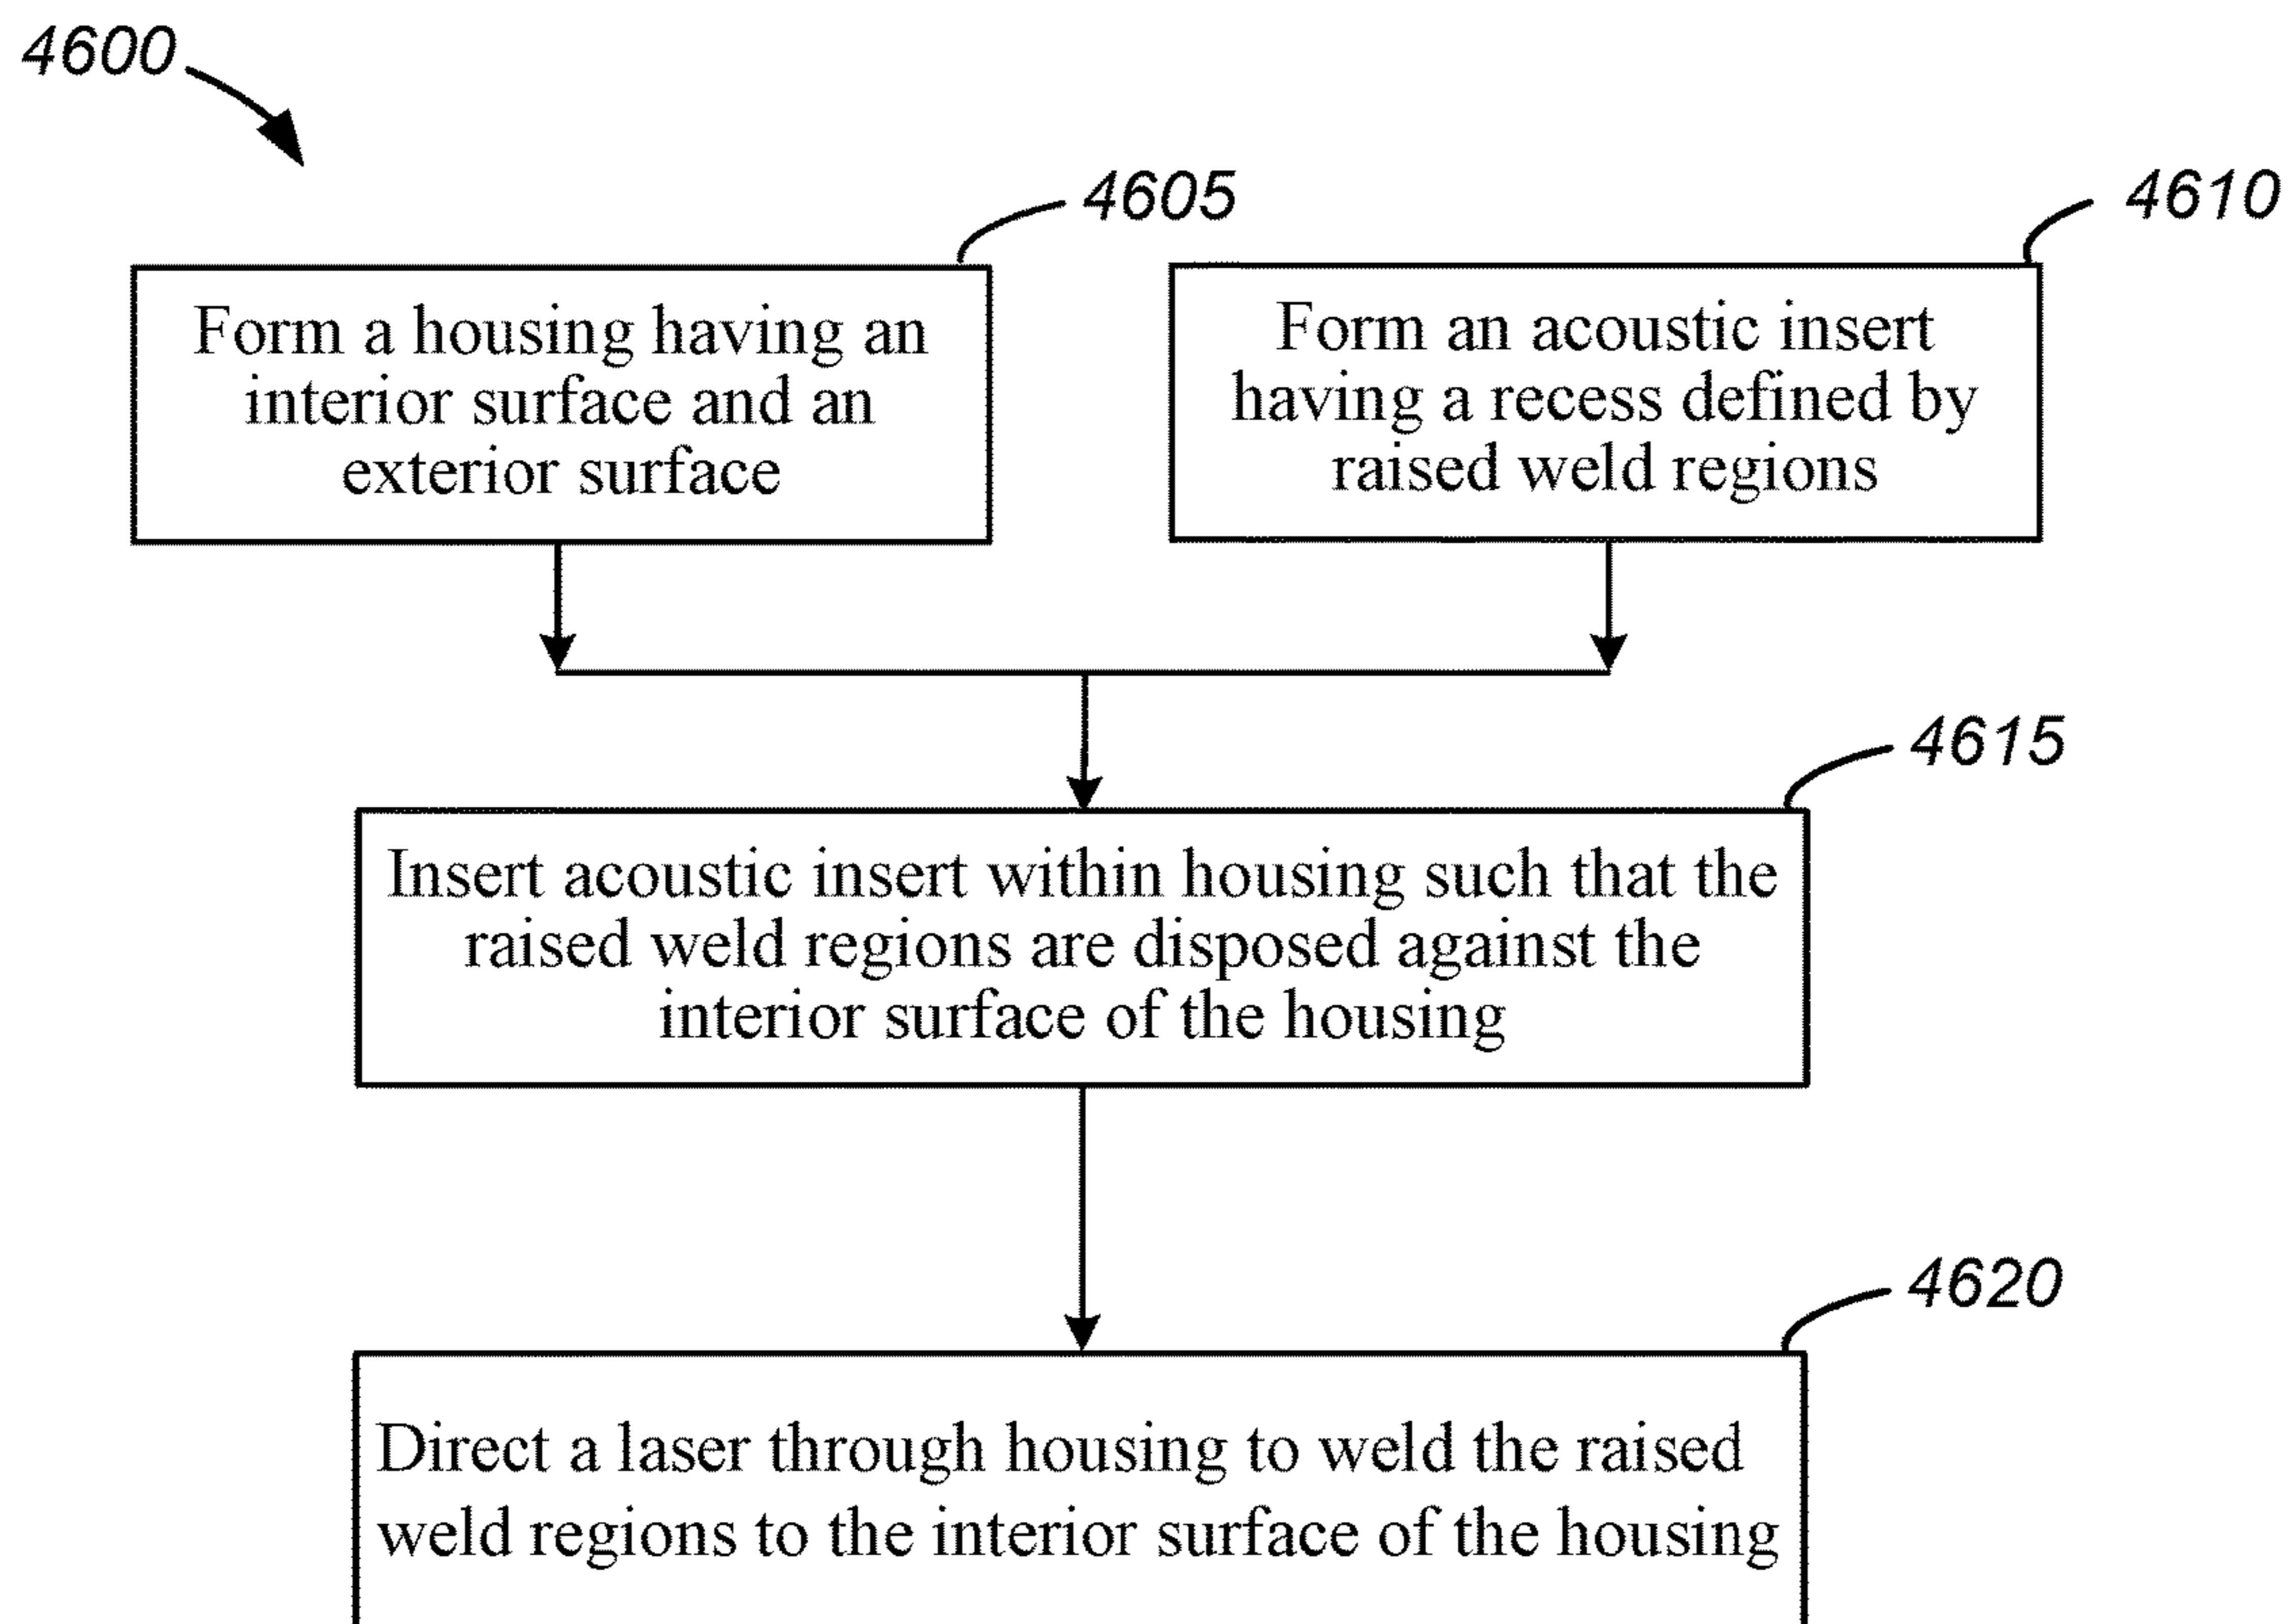 4600
4605
4610
Form a housing having an
interior surface and an
exterior surface
Form an acoustic insert
having a recess defined by
raised weld regions
4615
Insert acoustic insert within housing such that the
raised weld regions are disposed against the
interior surface of the housing
4620
Direct a laser through housing to weld the raised
weld regions to the interior surface of the housing